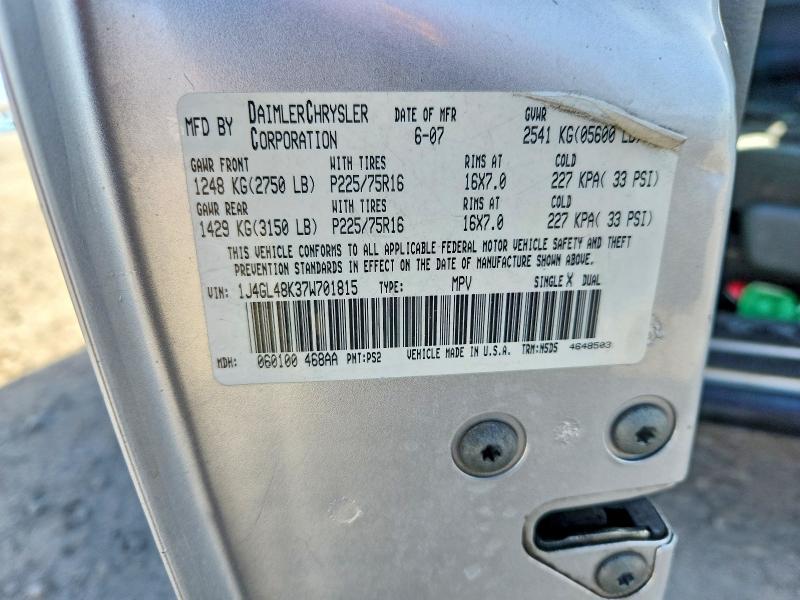 MFD BY DAIMLERCHRYSLER CORPORATION DATE OF MFR 6-07 GVWR 2541 KG(05600 LB)
GAWR FRONT WITH TIRES RIMS AT COLD
1248 KG(2750 LB) P225/75R16 16X7.0 227 KPA( 33 PSI)
GAWR REAR WITH TIRES RIMS AT COLD
1429 KG(3150 LB) P225/75R16 16X7.0 227 KPA( 33 PSI)
THIS VEHICLE CONFORMS TO ALL APPLICABLE FEDERAL MOTOR VEHICLE SAFETY AND THEFT
PREVENTION STANDARDS IN EFFECT ON THE DATE OF MANUFACTURE SHOWN ABOVE.
VIN: 1J4GL48K37W701815 TYPE: MPV SINGLE X DUAL
MDH: 060100 468AA PNT:PS2 VEHICLE MADE IN U.S.A. TRM:N5D5 4648503